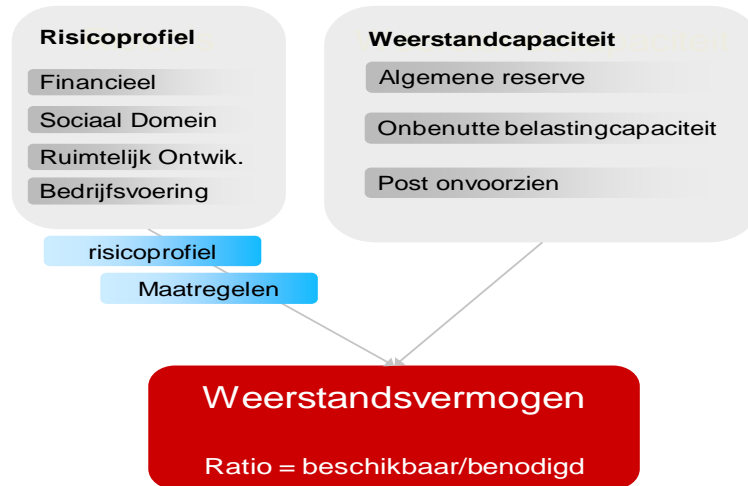 Risicoprofiel
Financieel
Sociaal Domein
Ruimtelijk Ontwik.
Bedrijfsvoering
Weerstandcapaciteit
Algemene reserve
Onbenutte belastingcapaciteit
Post onvoorzien
risicoprofiel
Maatregelen
Weerstandsvermogen
Ratio = beschikbaar/benodigd